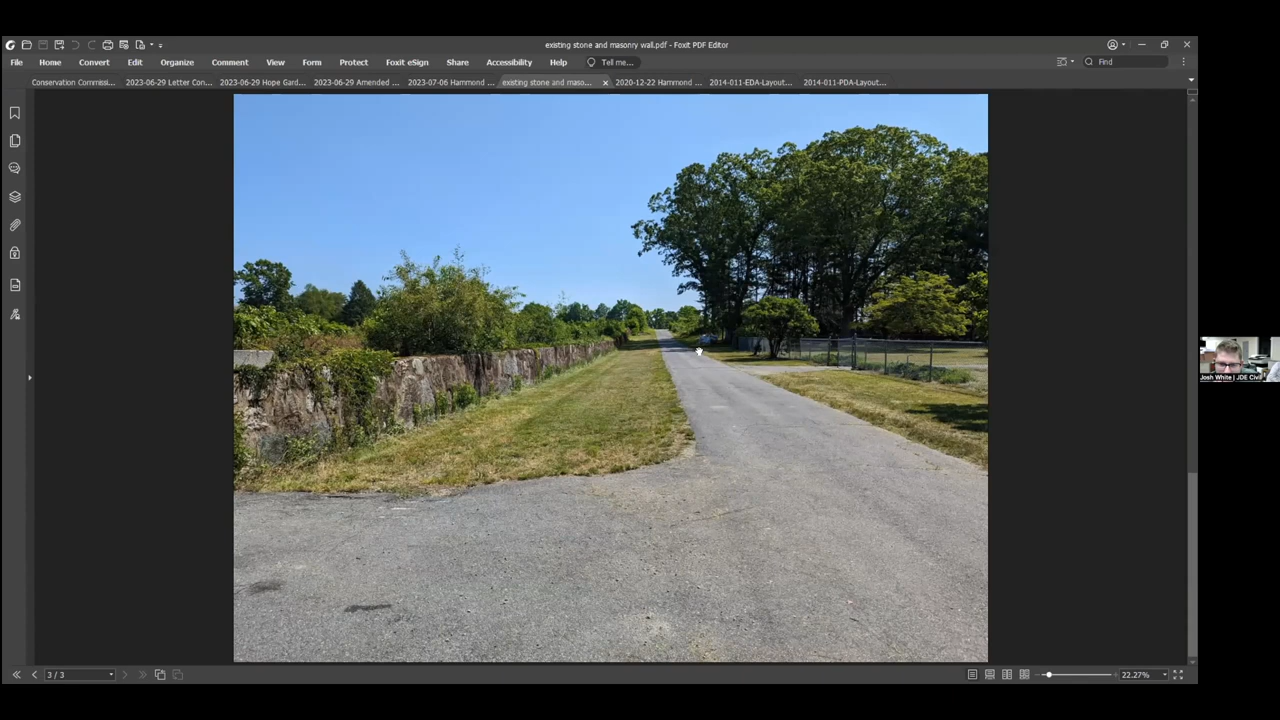 existing stone and masonry wall.pdf - Foxit PDF Editor
File Home Convert Edit Organize Comment View Form Protect Foxit eSign Share Accessibility Help Tell me... Find
Conservation Commissi... 2023-06-29 Letter Con... 2023-06-29 Hope Gard... 2023-06-29 Amended ... 2023-07-06 Hammond ... existing stone and maso... 2020-12-22 Hammond ... 2014-011-EDA-Layout... 2014-011-PDA-Layout...
Josh White | JDE Civil
3 / 3 22.27%